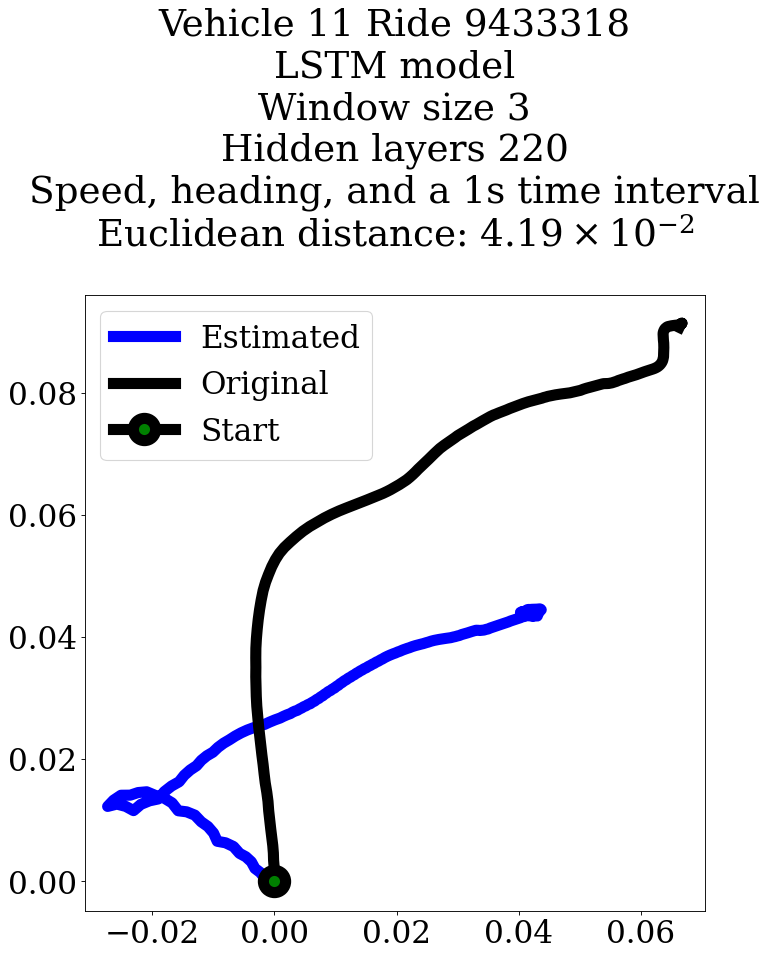 Vehicle 11 Ride 9433318
LSTM model
Window size 3
Hidden layers 220
Speed, heading, and a 1s time interval
Euclidean distance: 4.19 × 10⁻²
Estimated
Original
Start
0.08
0.06
0.04
0.02
0.00
−0.02 0.00 0.02 0.04 0.06